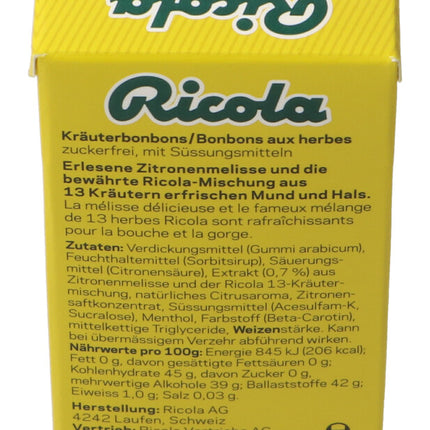 Ricola
Ricola
Kräuterbonbons/Bonbons aux herbes
zuckerfrei, mit Süssungsmitteln
Erlesene Zitronenmelisse und die
bewährte Ricola-Mischung aus
13 Kräutern erfrischen Mund und Hals.
La mélisse délicieuse et le fameux mélange
de 13 herbes Ricola sont rafraîchissants
pour la bouche et la gorge.
Zutaten: Verdickungsmittel (Gummi arabicum),
Feuchthaltemittel (Sorbitsirup), Säuerungs-
mittel (Citronensäure), Extrakt (0,7 %) aus
Zitronenmelisse und der Ricola 13-Kräuter-
mischung, natürliches Citrusaroma, Zitronen-
saftkonzentrat, Süssungsmittel (Acesulfam-K,
Sucralose), Menthol, Farbstoff (Beta-Carotin),
mittelkettige Triglyceride, Weizenstärke. Kann
bei übermässigem Verzehr abführend wirken.
Nährwerte pro 100g: Energie 845 kJ (206 kcal);
Fett 0 g, davon gesättigte Fettsäuren 0 g;
Kohlenhydrate 45 g, davon Zucker 0 g,
mehrwertige Alkohole 39 g; Ballaststoffe 42 g;
Eiweiss 1,0 g; Salz 0,03 g.
Herstellung: Ricola AG
4242 Laufen, Schweiz
Vertrieb: Ricola